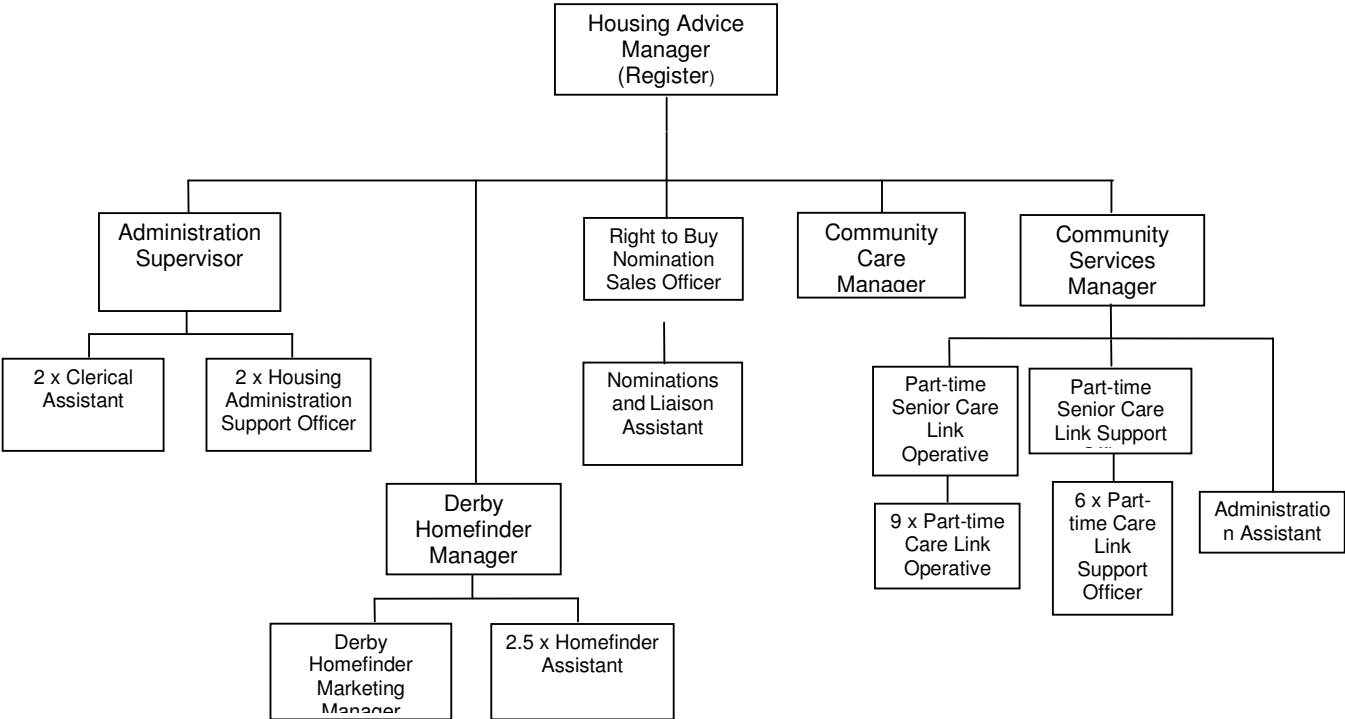 Housing Advice
Manager
(Register)
Administration
Supervisor
Right to Buy
Nomination
Sales Officer
Community
Care
Manager
Community
Services
Manager
2 x Clerical
Assistant
2 x Housing
Administration
Support Officer
Nominations
and Liaison
Assistant
Part-time
Senior Care
Link
Operative
Part-time
Senior Care
Link Support
Derby
Homefinder
Manager
9 x Part-time
Care Link
Operative
6 x Part-
time Care
Link
Support
Officer
Administratio
n Assistant
Derby
Homefinder
Marketing
Manager
2.5 x Homefinder
Assistant